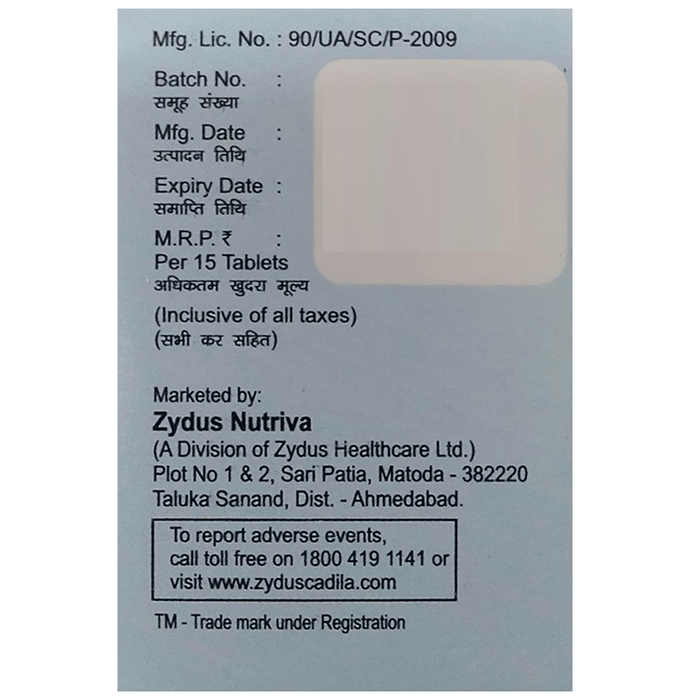 Mfg. Lic. No. : 90/UA/SC/P-2009
Batch No. :
समूह संख्या
Mfg. Date :
उत्पादन तिथि
Expiry Date :
समाप्ति तिथि
M.R.P. ₹ :
Per 15 Tablets
अधिकतम खुदरा मूल्य
(Inclusive of all taxes)
(सभी कर सहित)
Marketed by:
Zydus Nutriva
(A Division of Zydus Healthcare Ltd.)
Plot No 1 & 2, Sari Patia, Matoda - 382220
Taluka Sanand, Dist. - Ahmedabad.
To report adverse events,
call toll free on 1800 419 1141 or
visit www.zyduscadila.com
TM - Trade mark under Registration